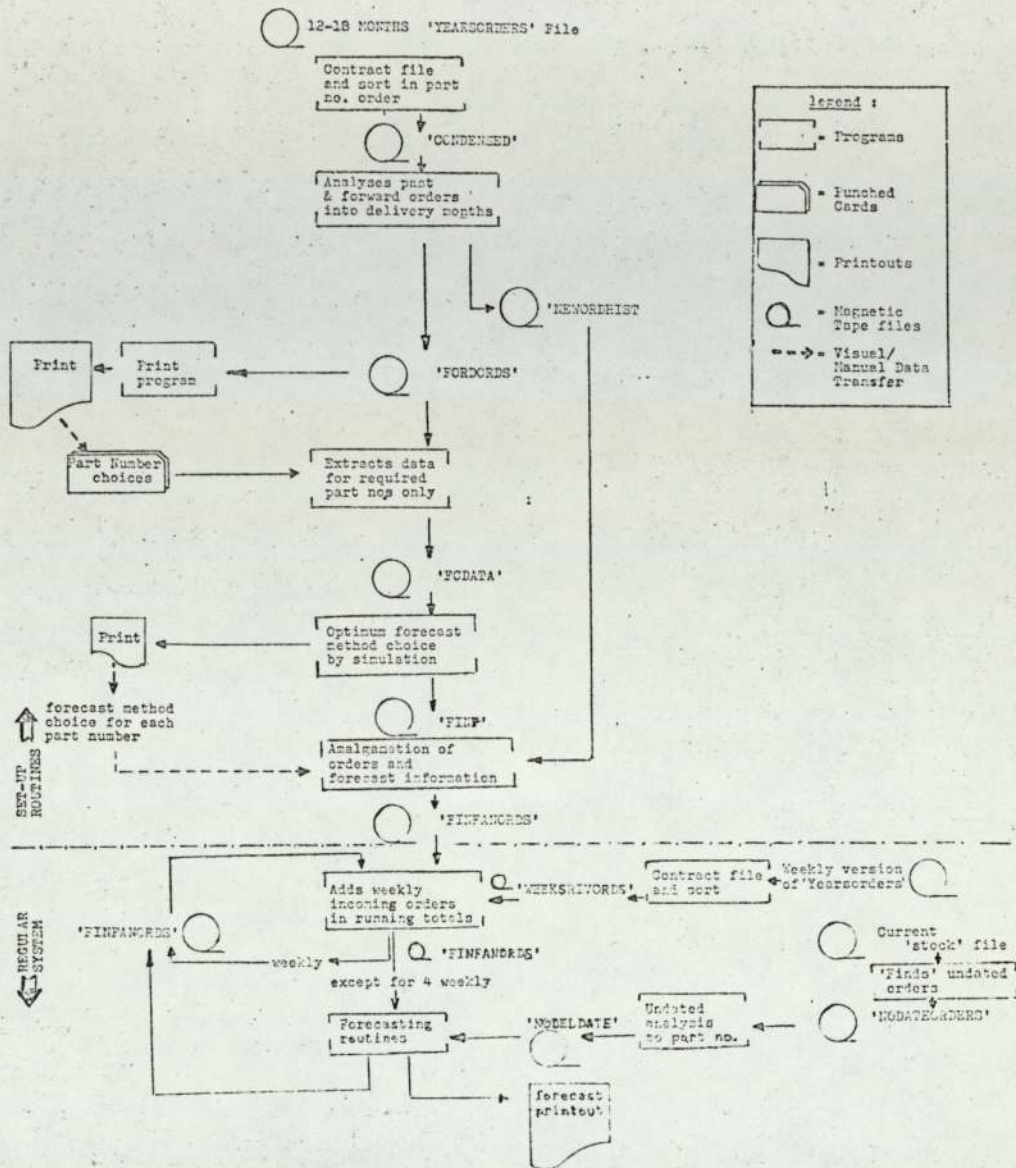 12-18 MONTHS 'YEARSORDERS' File
Contract file
and sort in part
no. order
'CONDENSED'
Analyses past
& forward orders
into delivery months
'NEWORDHIST
legend :
= Programs
= Punched
Cards
= Printouts
= Magnetic
Tape files
= Visual/
Manual Data
Transfer
Print
Print
program
'FORDORDS'
Part Number
choices
Extracts data
for required
part nos only
'FCDATA'
Print
Optimum forecast
method choice
by simulation
forecast method
choice for each
part number
'FINF'
Amalgamation of
orders and
forecast information
SET-UP
ROUTINES
'FINFANORDS'
REGULAR
SYSTEM
Adds weekly
incoming orders
in running totals
Contract file
and sort
Weekly version
of 'Yearsorders'
'FINFANORDS'
weekly
'FINFANORDS'
except for 4 weekly
Current
'stock' file
'Finds' undated
orders
'NODATEORDERS'
Forecasting
routines
'NODELDATE'
Undated
analysis
to part no.
forecast
printout